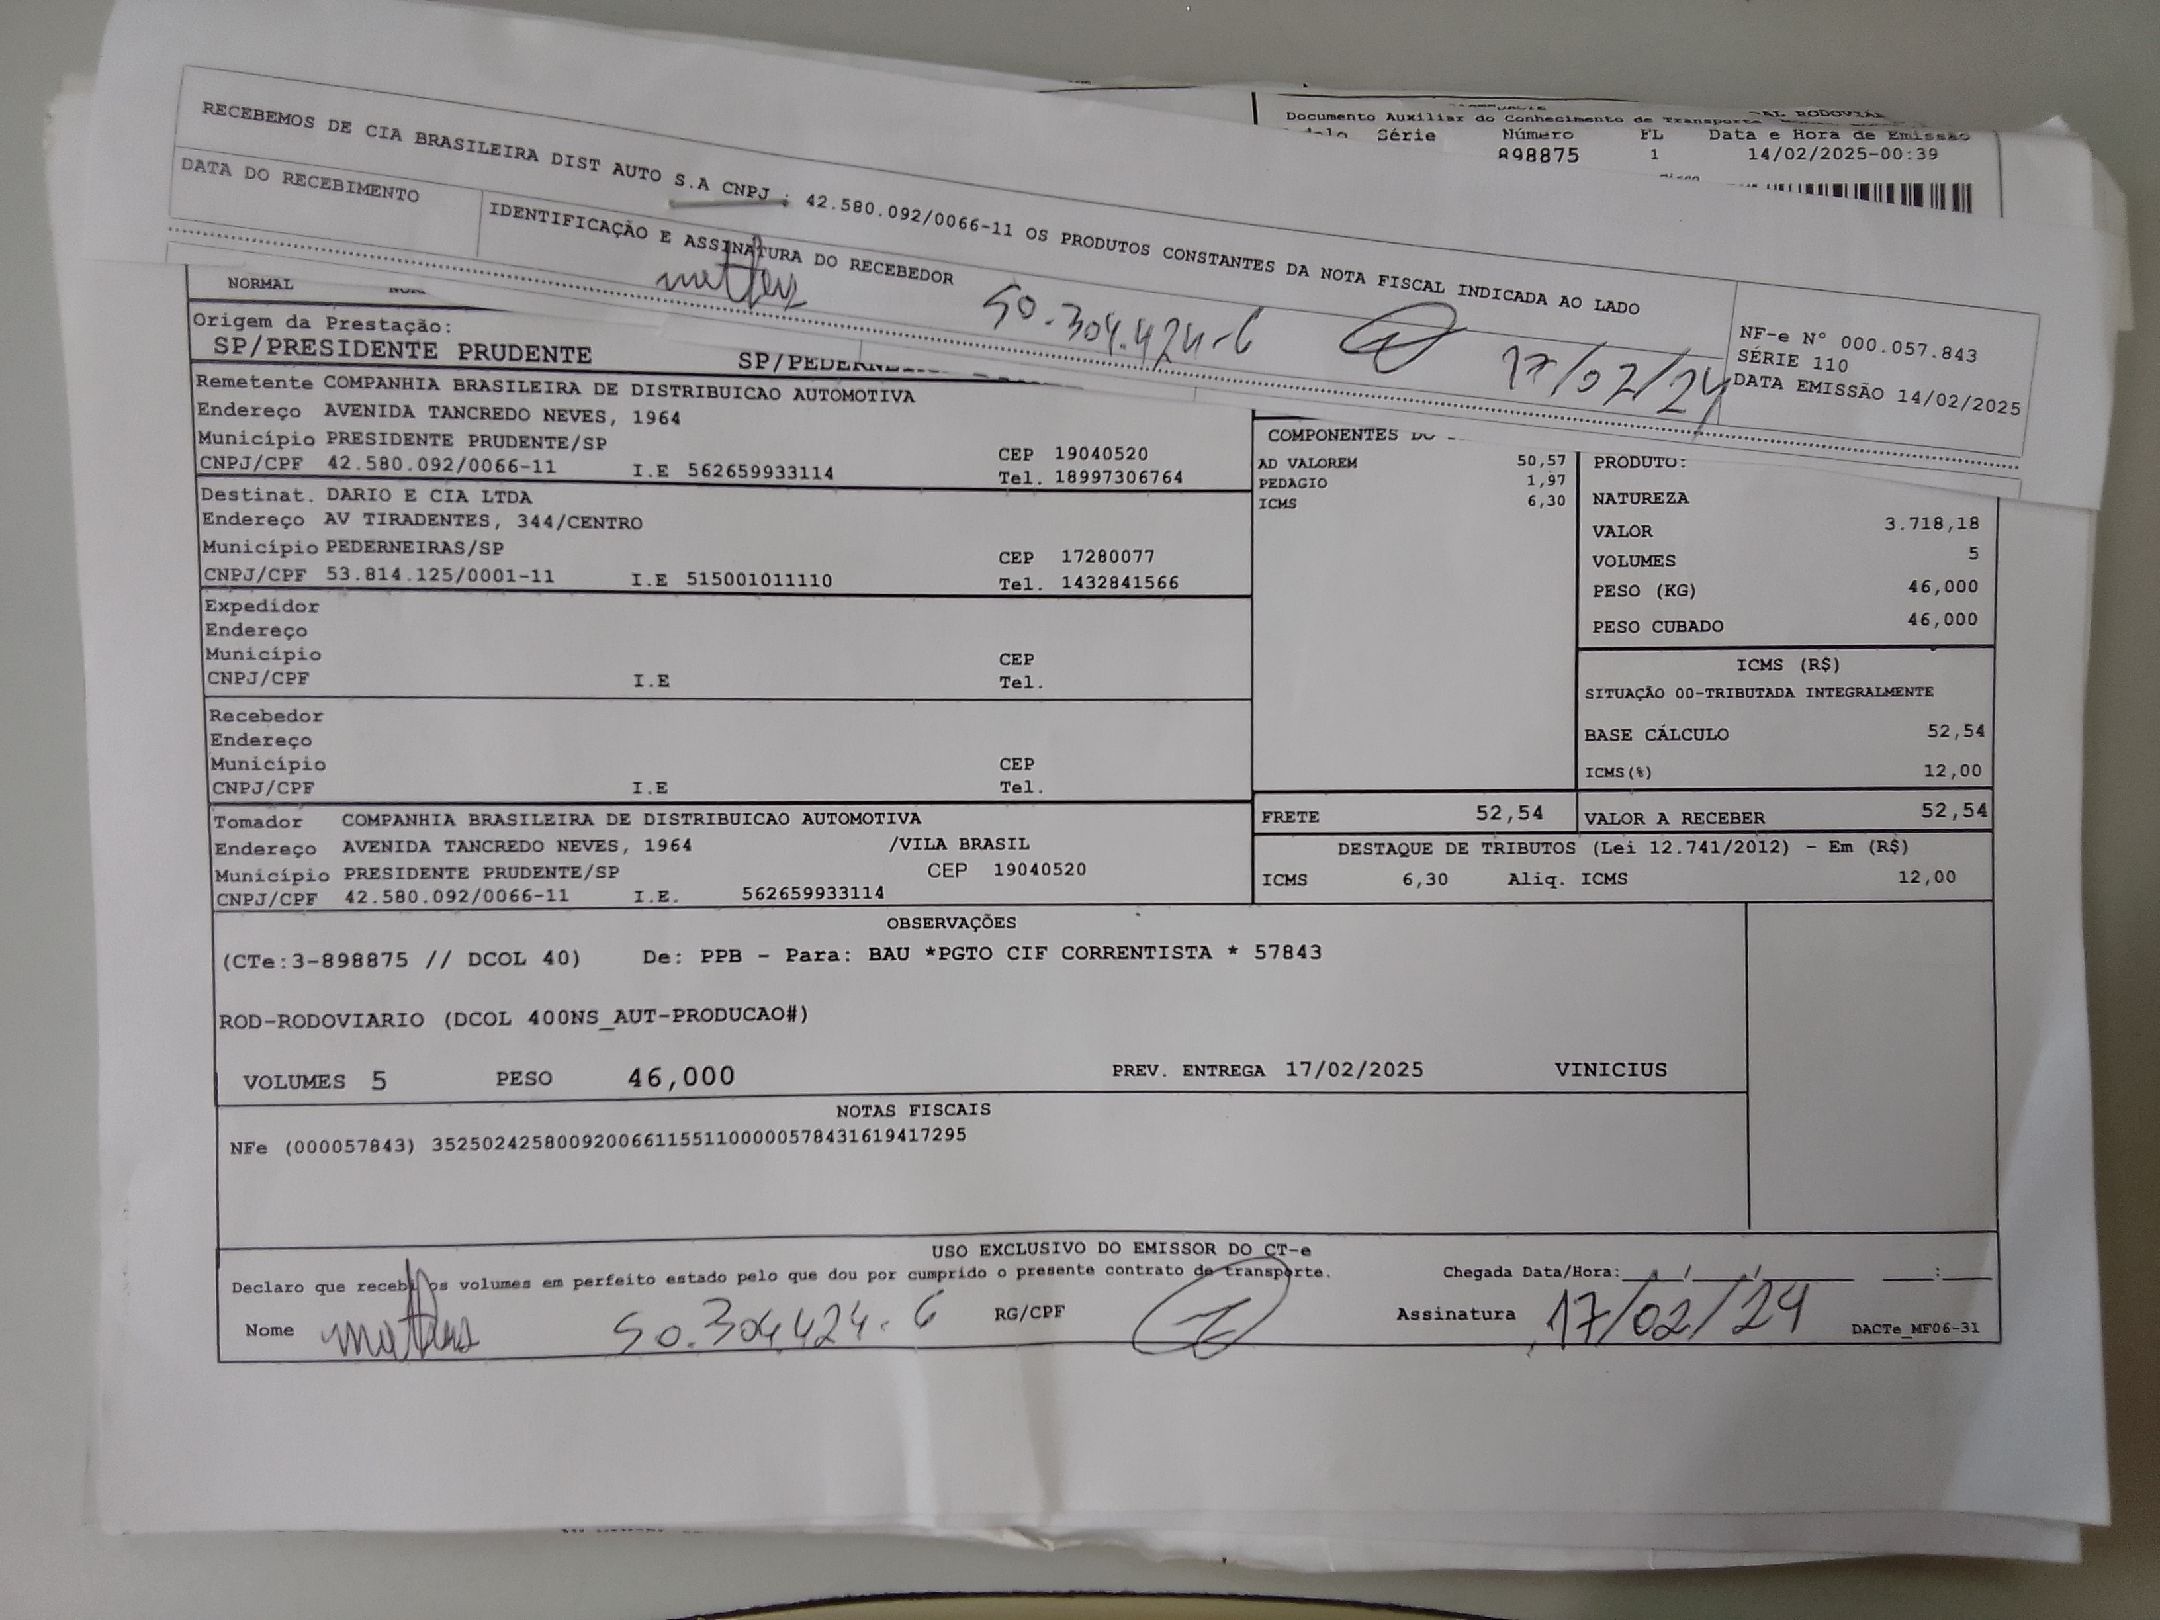 RECEBEMOS DE CIA BRASILEIRA DIST AUTO S.A CNPJ : 42.580.092/0066-11 OS PRODUTOS CONSTANTES DA NOTA FISCAL INDICADA AO LADO
DATA DO RECEBIMENTO
IDENTIFICAÇÃO E ASSINATURA DO RECEBEDOR
50.304.424-6
17/02/24
NF-e N° 000.057.843
SÉRIE 110
DATA EMISSÃO 14/02/2025
AL RODOVIÁR
Documento Auxiliar do Conhecimento de Transporte
Série Número FL Data e Hora de Emissão
898875 1 14/02/2025-00:39
NORMAL
Origem da Prestação:
SP/PRESIDENTE PRUDENTE SP/PEDERNE
Remetente COMPANHIA BRASILEIRA DE DISTRIBUICAO AUTOMOTIVA
Endereço AVENIDA TANCREDO NEVES, 1964
Município PRESIDENTE PRUDENTE/SP CEP 19040520
CNPJ/CPF 42.580.092/0066-11 I.E 562659933114 Tel. 18997306764
Destinat. DARIO E CIA LTDA
Endereço AV TIRADENTES, 344/CENTRO
Município PEDERNEIRAS/SP CEP 17280077
CNPJ/CPF 53.814.125/0001-11 I.E 515001011110 Tel. 1432841566
Expedidor
Endereço
Município CEP
CNPJ/CPF I.E Tel.
Recebedor
Endereço
Município CEP
CNPJ/CPF I.E Tel.
Tomador COMPANHIA BRASILEIRA DE DISTRIBUICAO AUTOMOTIVA
Endereço AVENIDA TANCREDO NEVES, 1964 /VILA BRASIL
Município PRESIDENTE PRUDENTE/SP CEP 19040520
CNPJ/CPF 42.580.092/0066-11 I.E. 562659933114
COMPONENTES DO
AD VALOREM 50,57
PEDAGIO 1,97
ICMS 6,30
PRODUTO:
NATUREZA
VALOR 3.718,18
VOLUMES 5
PESO (KG) 46,000
PESO CUBADO 46,000
ICMS (R$)
SITUAÇÃO 00-TRIBUTADA INTEGRALMENTE
BASE CÁLCULO 52,54
ICMS(%) 12,00
FRETE 52,54 VALOR A RECEBER 52,54
DESTAQUE DE TRIBUTOS (Lei 12.741/2012) - Em (R$)
ICMS 6,30 Aliq. ICMS 12,00
OBSERVAÇÕES
(CTe:3-898875 // DCOL 40) De: PPB - Para: BAU *PGTO CIF CORRENTISTA * 57843
ROD-RODOVIARIO (DCOL 400NS_AUT-PRODUCAO#)
VOLUMES 5 PESO 46,000 PREV. ENTREGA 17/02/2025 VINICIUS
NOTAS FISCAIS
NFe (000057843) 35250242580092006611551100000578431619417295
USO EXCLUSIVO DO EMISSOR DO CT-e
Declaro que recebi os volumes em perfeito estado pelo que dou por cumprido o presente contrato de transporte. Chegada Data/Hora: / / :
Nome 50.304.424-6 RG/CPF Assinatura 17/02/24 DACTe_MF06-31